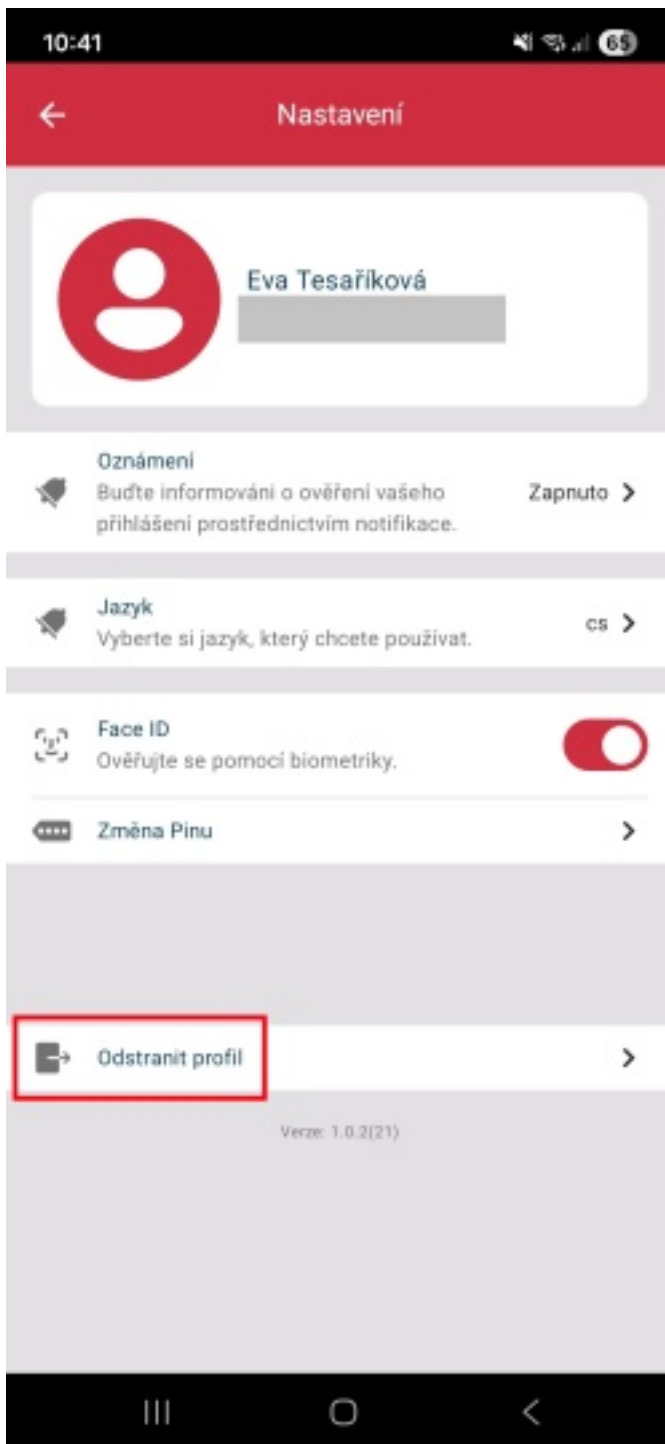 10:41
65
Nastavení
Eva Tesaříková
Oznámení
Buďte informováni o ověření vašeho
Zapnuto
přihlášení prostřednictvím notifikace.
Jazyk
Vyberte si jazyk, který chcete používat.
cs
Face ID
Ověřujte se pomocí biometriky.
Změna Pinu
Odstranit profil
Verze: 1.0.2(21)